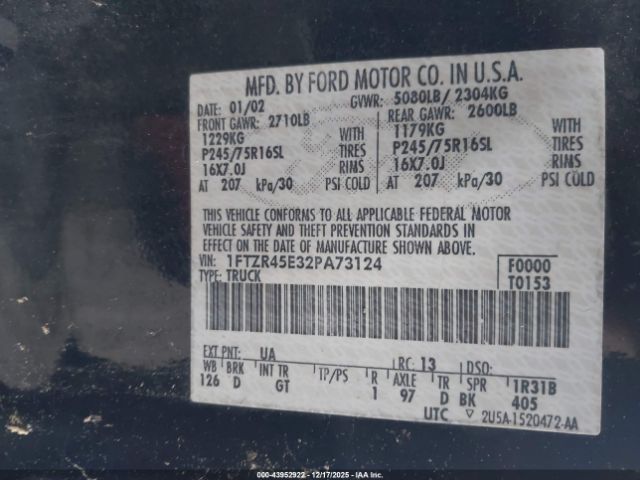 MFD. BY FORD MOTOR CO. IN U.S.A.
DATE: 01/02 GVWR: 5080LB/ 2304KG
FRONT GAWR: 2710LB REAR GAWR: 2600LB
1229KG WITH 1179KG WITH
P245/75R16SL TIRES P245/75R16SL TIRES
16X7.0J RIMS 16X7.0J RIMS
AT 207 kPa/30 PSI COLD AT 207 kPa/30 PSI COLD
THIS VEHICLE CONFORMS TO ALL APPLICABLE FEDERAL MOTOR
VEHICLE SAFETY AND THEFT PREVENTION STANDARDS IN
EFFECT ON THE DATE OF MANUFACTURE SHOWN ABOVE.
VIN: 1FTZR45E32PA73124 F0000
TYPE: TRUCK T0153
EXT PNT: UA RC: 13 DSO:
WB BRK INT TR TP/PS R AXLE TR SPR 1R31B
126 D GT 1 97 D BK 405
UTC ▽ 2U5A-1520472-AA
000-43952922 - 12/17/2025 - IAAI ACE